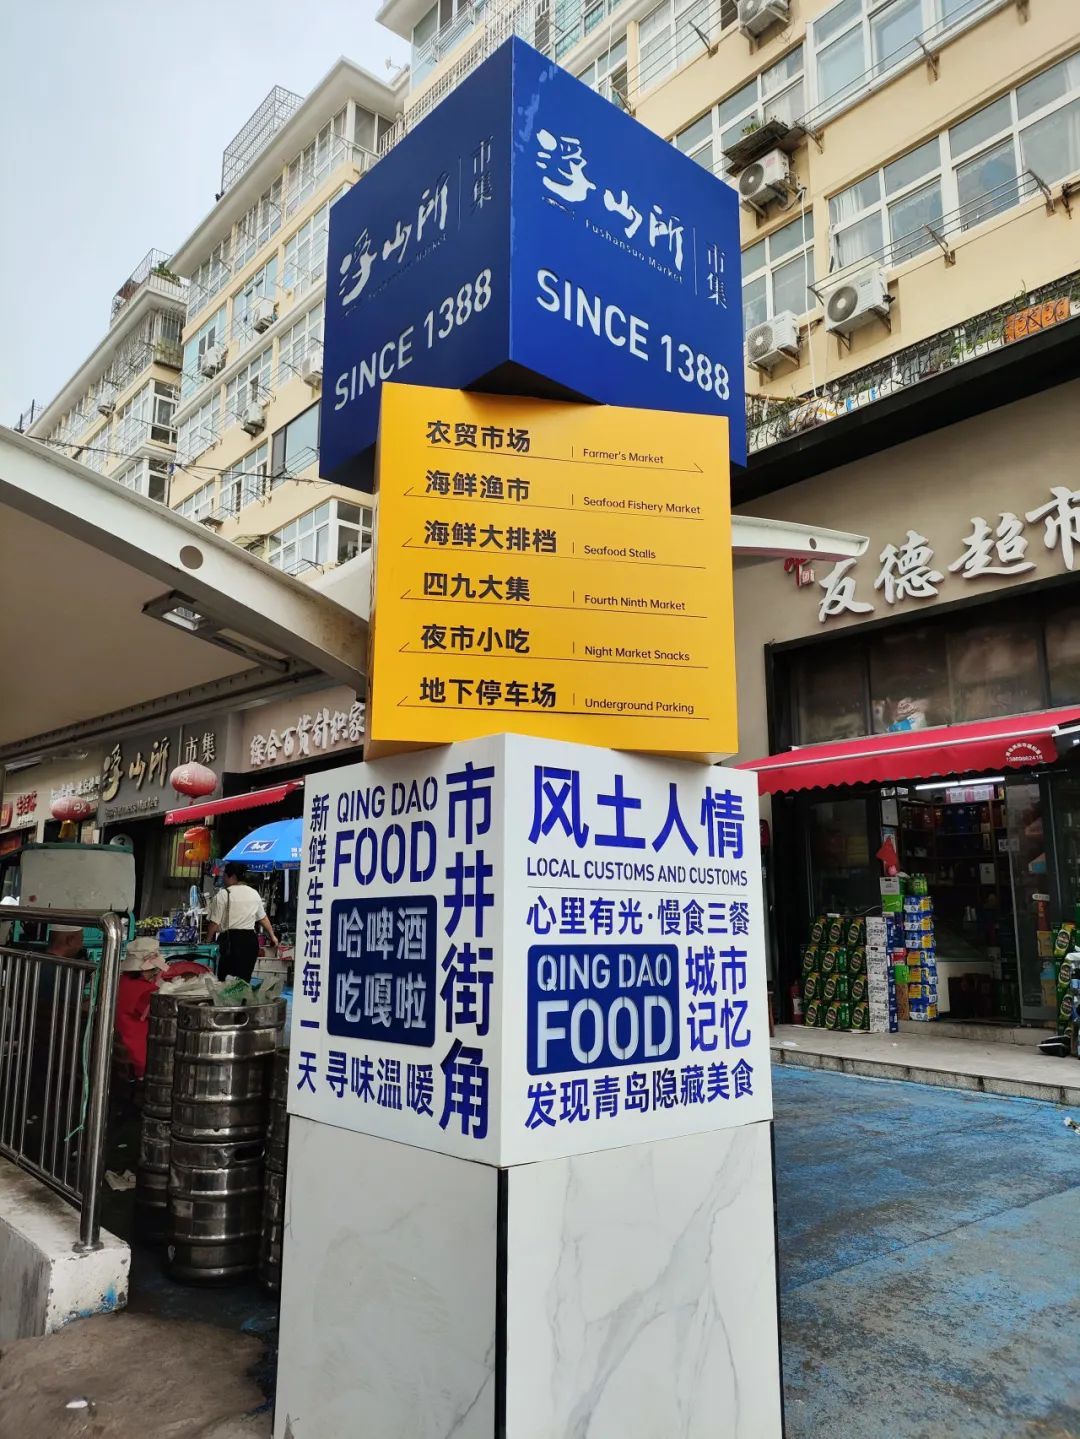 浮山所 市集
Fushansuo Market
SINCE 1388
浮山所 市集
Fushansuo Market
SINCE 1388
农贸市场 | Farmer's Market
海鲜渔市 | Seafood Fishery Market
海鲜大排档 | Seafood Stalls
四九大集 | Fourth Ninth Market
夜市小吃 | Night Market Snacks
地下停车场 | Underground Parking
新鲜生活每一天
QING DAO
FOOD
哈啤酒
吃嘎啦
寻味温暖
市井街角
风土人情
LOCAL CUSTOMS AND CUSTOMS
心里有光·慢食三餐
QING DAO
FOOD
城市
记忆
发现青岛隐藏美食
友德超市
浮山所 市集
综合百货针织家